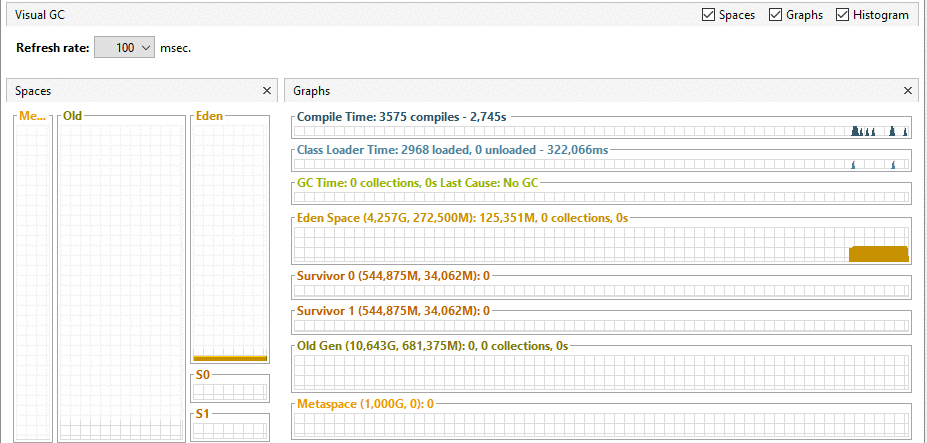 Visual GC
Spaces
Graphs
Histogram
Refresh rate: 100 msec.
Spaces
Graphs
Me...
Old
Eden
S0
S1
Compile Time: 3575 compiles - 2,745s
Class Loader Time: 2968 loaded, 0 unloaded - 322,066ms
GC Time: 0 collections, 0s Last Cause: No GC
Eden Space (4,257G, 272,500M): 125,351M, 0 collections, 0s
Survivor 0 (544,875M, 34,062M): 0
Survivor 1 (544,875M, 34,062M): 0
Old Gen (10,643G, 681,375M): 0, 0 collections, 0s
Metaspace (1,000G, 0): 0